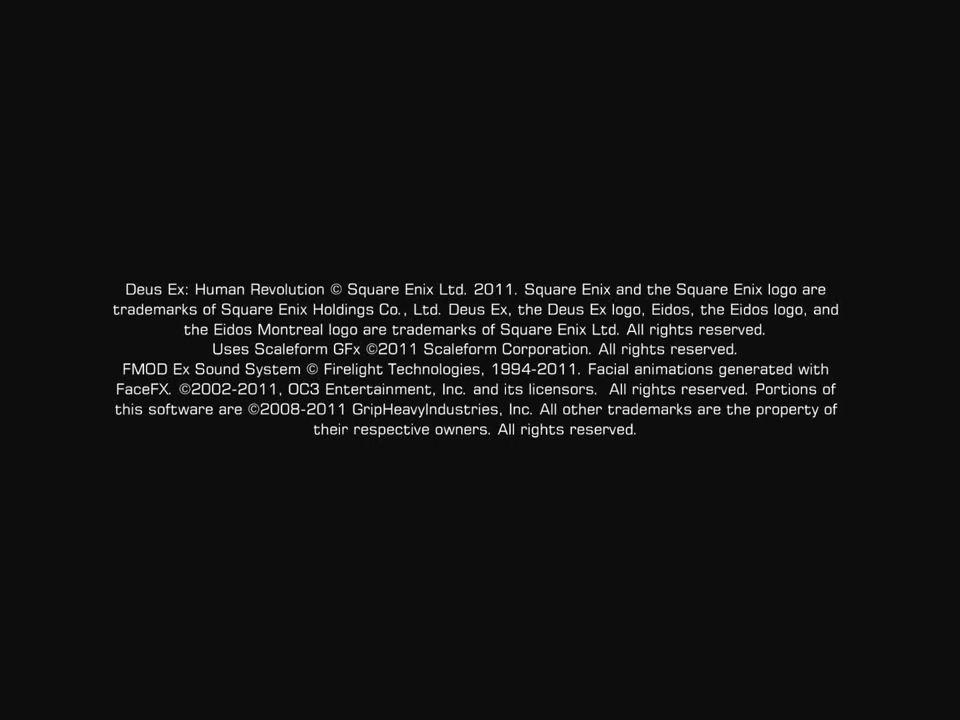 Deus Ex: Human Revolution © Square Enix Ltd. 2011. Square Enix and the Square Enix logo are
trademarks of Square Enix Holdings Co., Ltd. Deus Ex, the Deus Ex logo, Eidos, the Eidos logo, and
the Eidos Montreal logo are trademarks of Square Enix Ltd. All rights reserved.
Uses Scaleform GFx ©2011 Scaleform Corporation. All rights reserved.
FMOD Ex Sound System © Firelight Technologies, 1994-2011. Facial animations generated with
FaceFX. ©2002-2011, OC3 Entertainment, Inc. and its licensors. All rights reserved. Portions of
this software are ©2008-2011 GripHeavyIndustries, Inc. All other trademarks are the property of
their respective owners. All rights reserved.